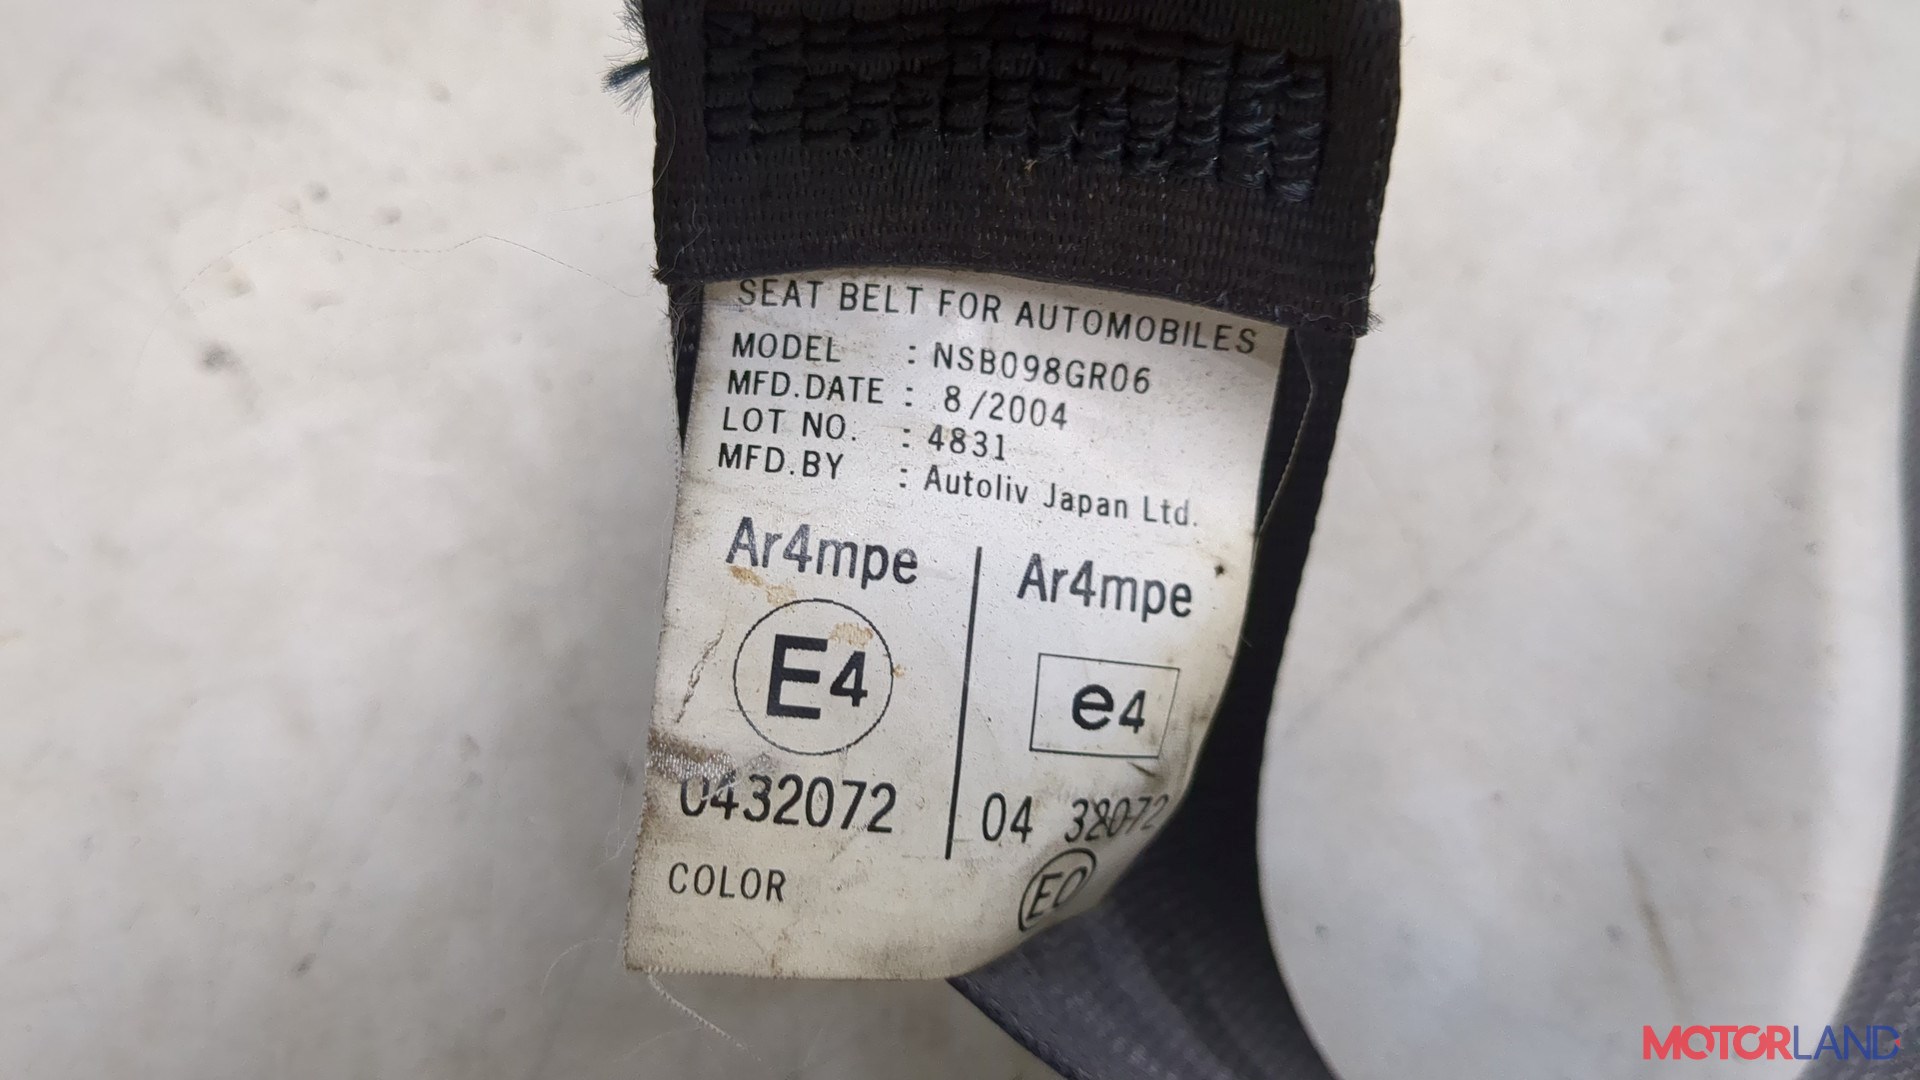 SEAT BELT FOR AUTOMOBILES
MODEL : NSB098GR06
MFD.DATE : 8/2004
LOT NO. : 4831
MFD.BY : Autoliv Japan Ltd.
Ar4mpe Ar4mpe
E4 e4
0432072 04 32072
COLOR
MOTORLAND